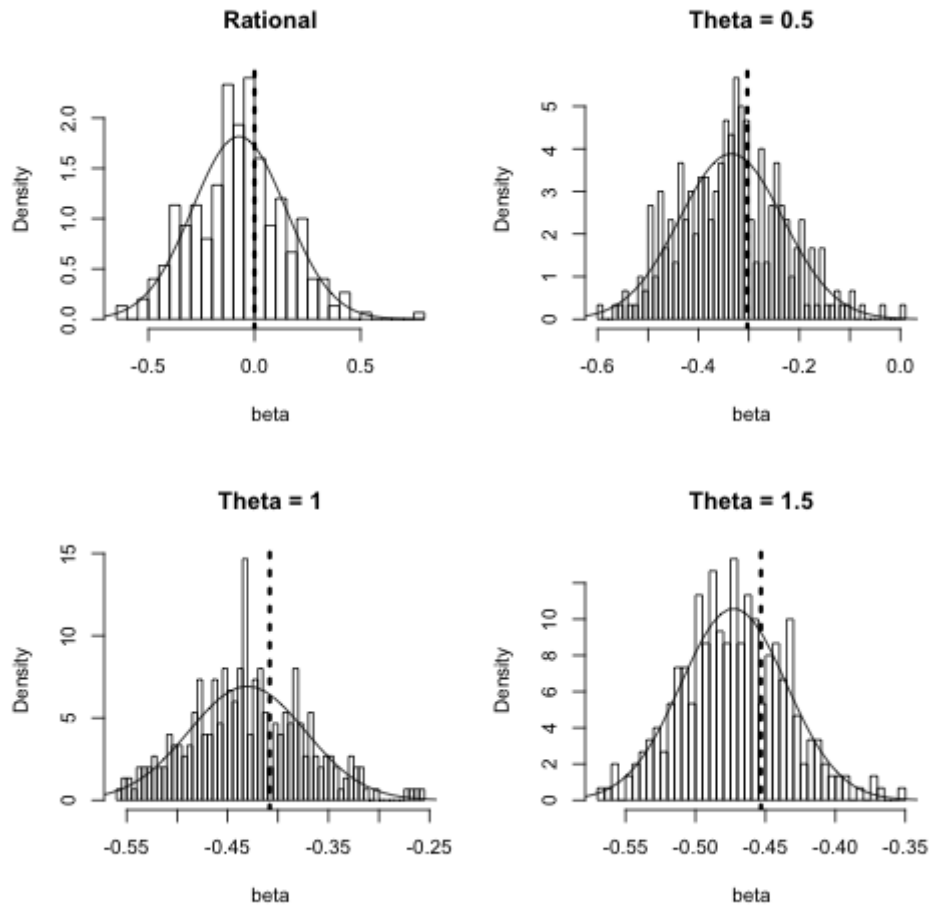 Rational
Density
0.0 0.5 1.0 1.5 2.0
-0.5 0.0 0.5
beta
Theta = 0.5
Density
0 1 2 3 4 5
-0.6 -0.4 -0.2 0.0
beta
Theta = 1
Density
0 5 10 15
-0.55 -0.45 -0.35 -0.25
beta
Theta = 1.5
Density
0 2 4 6 8 10
-0.55 -0.50 -0.45 -0.40 -0.35
beta